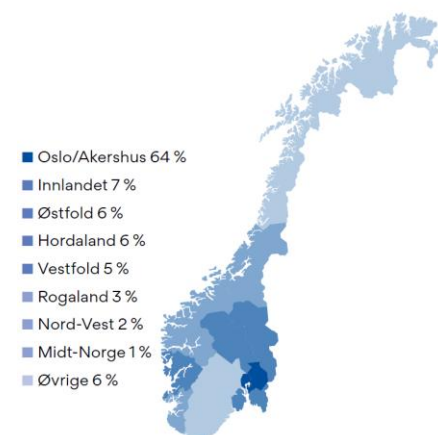 Oslo/Akershus 64 %
Innlandet 7 %
Østfold 6 %
Hordaland 6 %
Vestfold 5 %
Rogaland 3 %
Nord-Vest 2 %
Midt-Norge 1 %
Øvrige 6 %